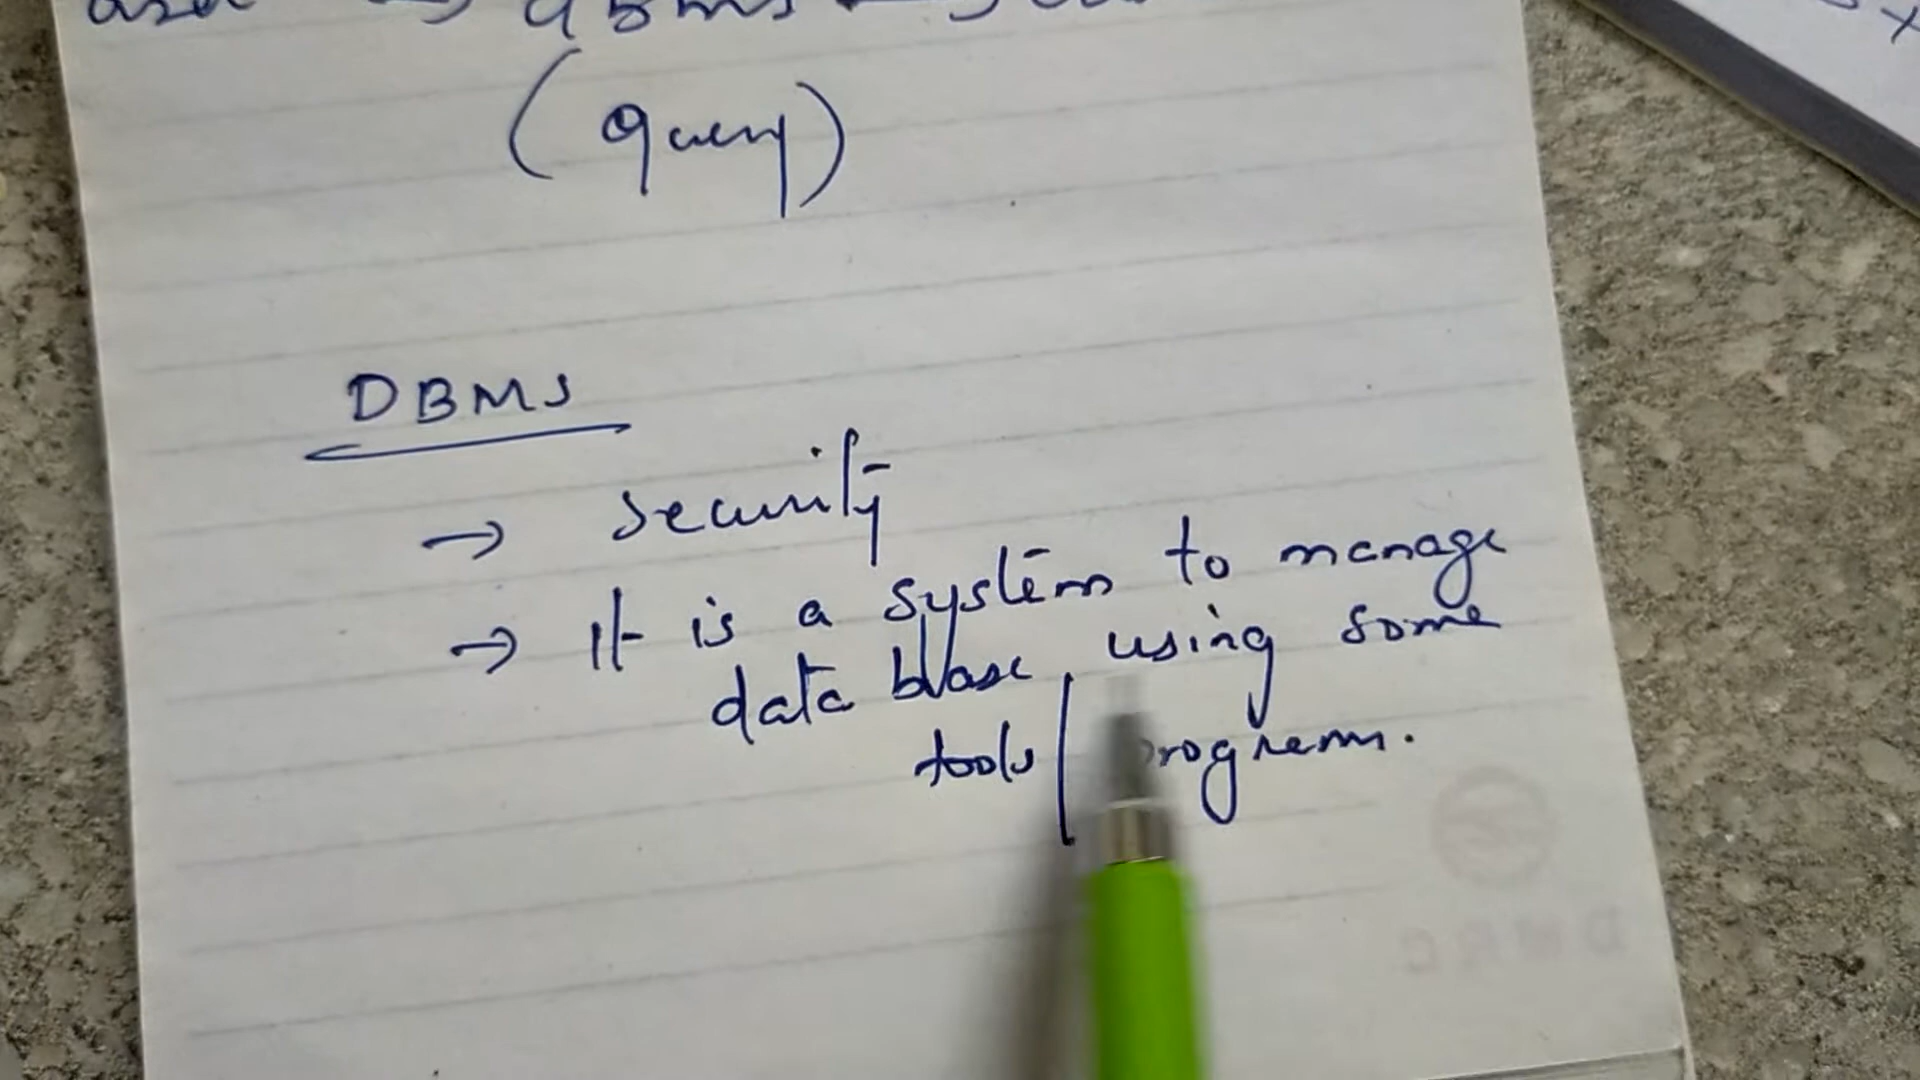 (query)
DBMS
→ security
→ It is a system to manage
data base using some
tools/programs.